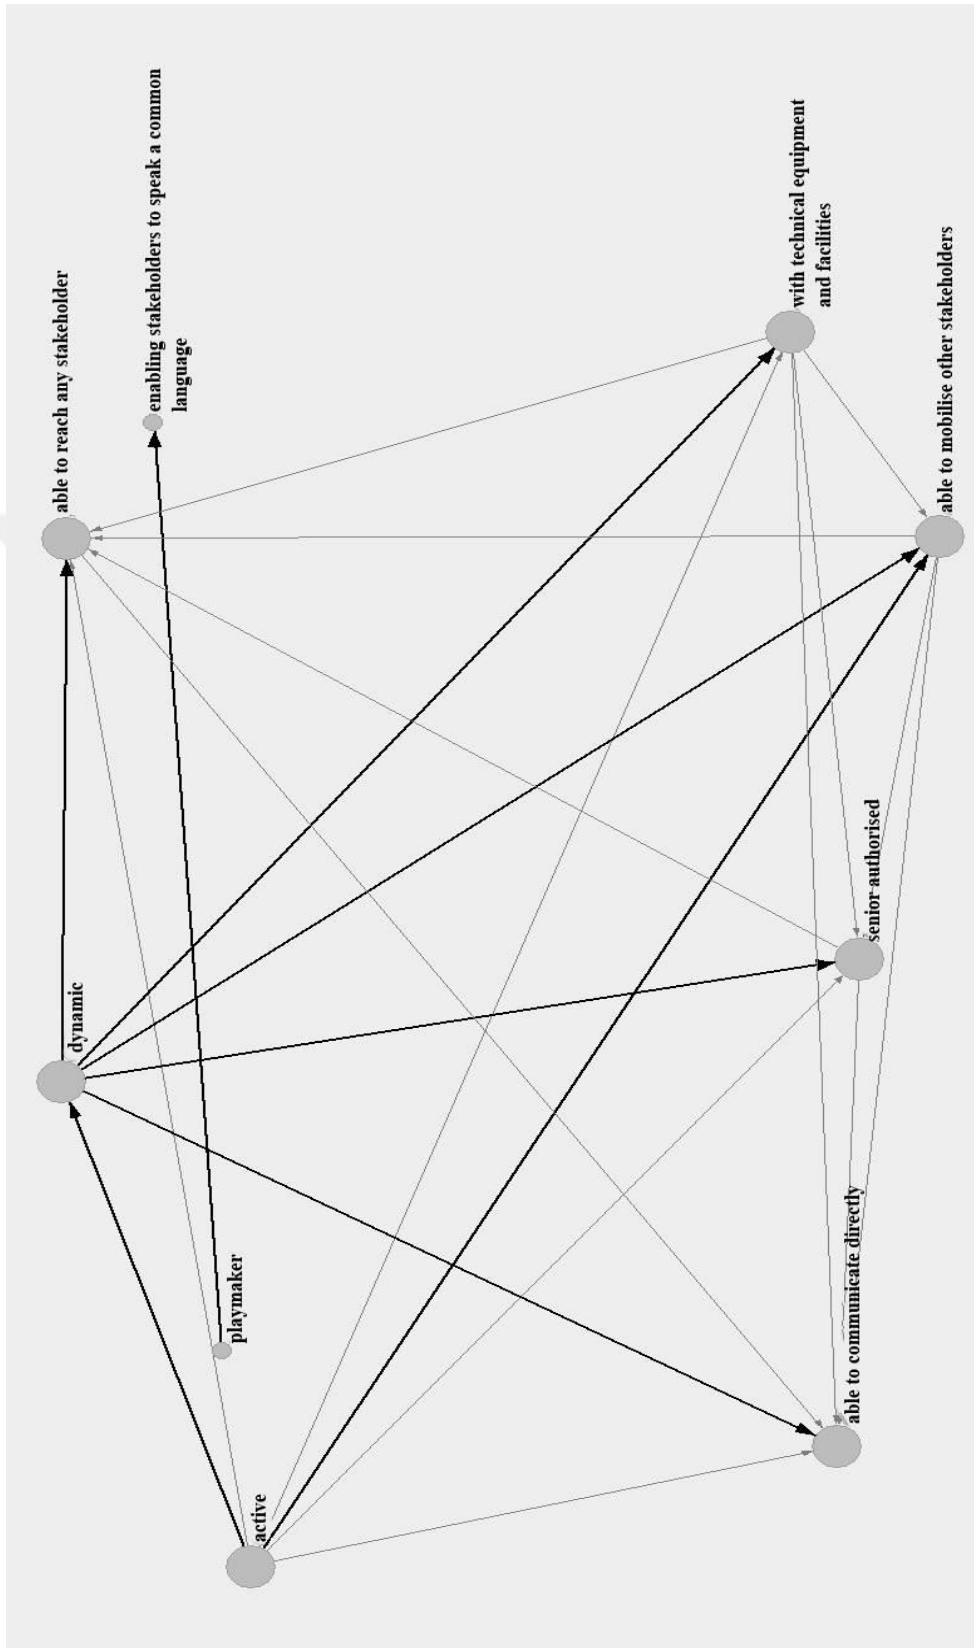 able to reach any stakeholder
enabling stakeholders to speak a common
language
with technical equipment
and facilities
able to mobilise other stakeholders
dynamic
senior authorised
playmaker
able to communicate directly
active